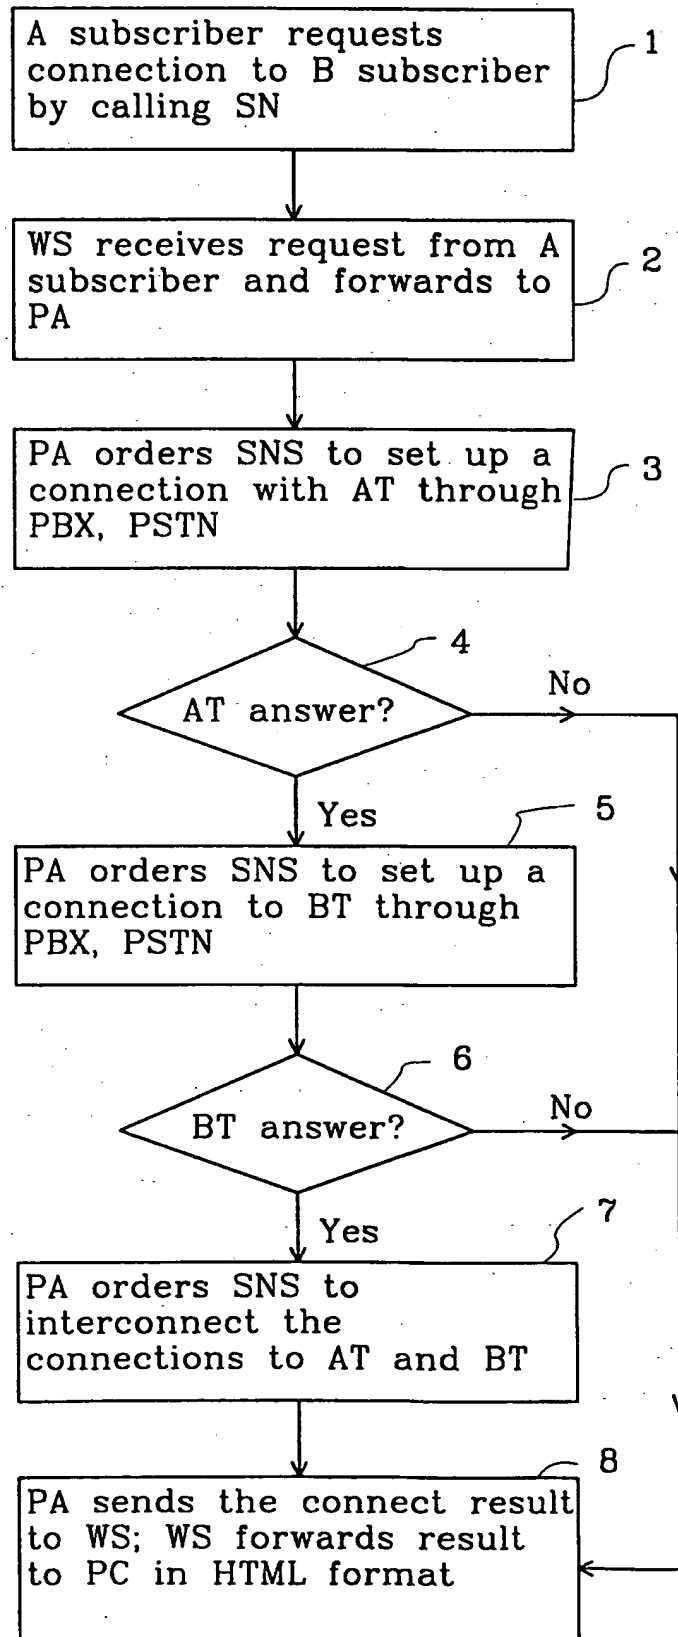 A subscriber requests
connection to B subscriber
by calling SN
1
WS receives request from A
subscriber and forwards to
PA
2
PA orders SNS to set up a
connection with AT through
PBX, PSTN
3
4
AT answer?
No
Yes
5
PA orders SNS to set up a
connection to BT through
PBX, PSTN
6
BT answer?
No
Yes
7
PA orders SNS to
interconnect the
connections to AT and BT
8
PA sends the connect result
to WS; WS forwards result
to PC in HTML format